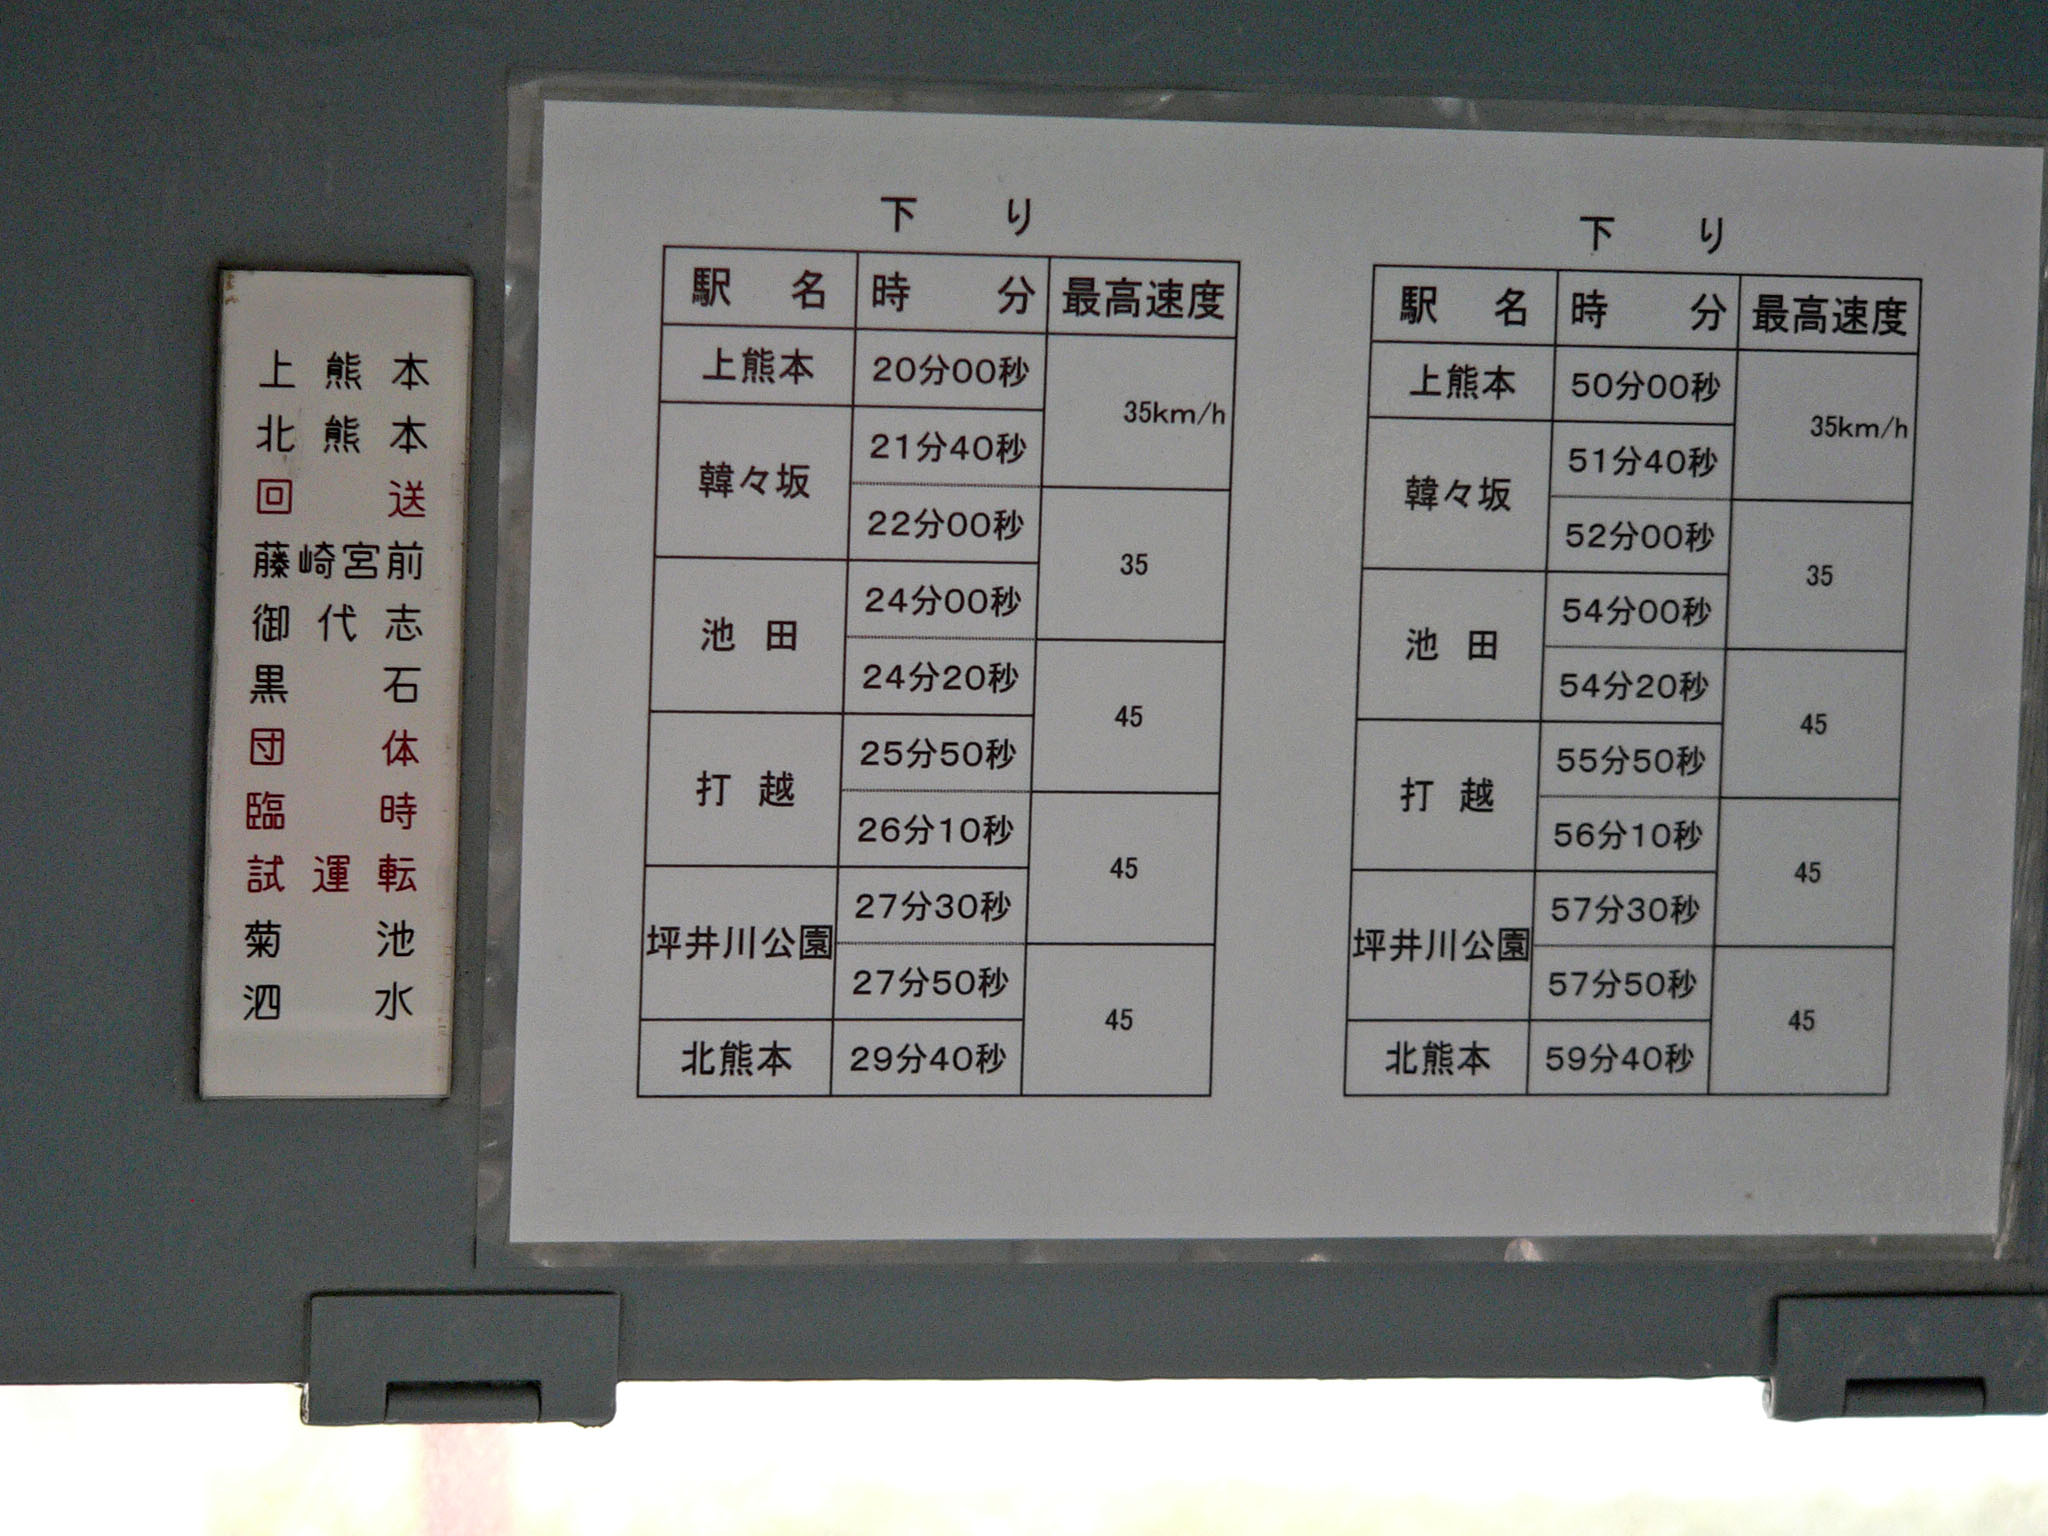 上熊本
北熊本
回送
藤崎宮前
御代志
黒石
団体
臨時
試運転
菊池
泗水
下り
駅名 時分 最高速度
上熊本 20分00秒
35km/h
韓々坂 21分40秒
22分00秒
35
池田 24分00秒
24分20秒
45
打越 25分50秒
26分10秒
45
坪井川公園 27分30秒
27分50秒
45
北熊本 29分40秒
下り
駅名 時分 最高速度
上熊本 50分00秒
35km/h
韓々坂 51分40秒
52分00秒
35
池田 54分00秒
54分20秒
45
打越 55分50秒
56分10秒
45
坪井川公園 57分30秒
57分50秒
45
北熊本 59分40秒